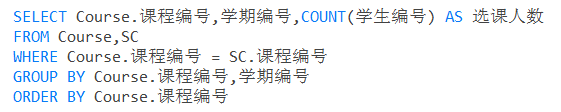 SELECT Course.课程编号,学期编号,COUNT(学生编号) AS 选课人数
FROM Course,SC
WHERE Course.课程编号 = SC.课程编号
GROUP BY Course.课程编号,学期编号
ORDER BY Course.课程编号